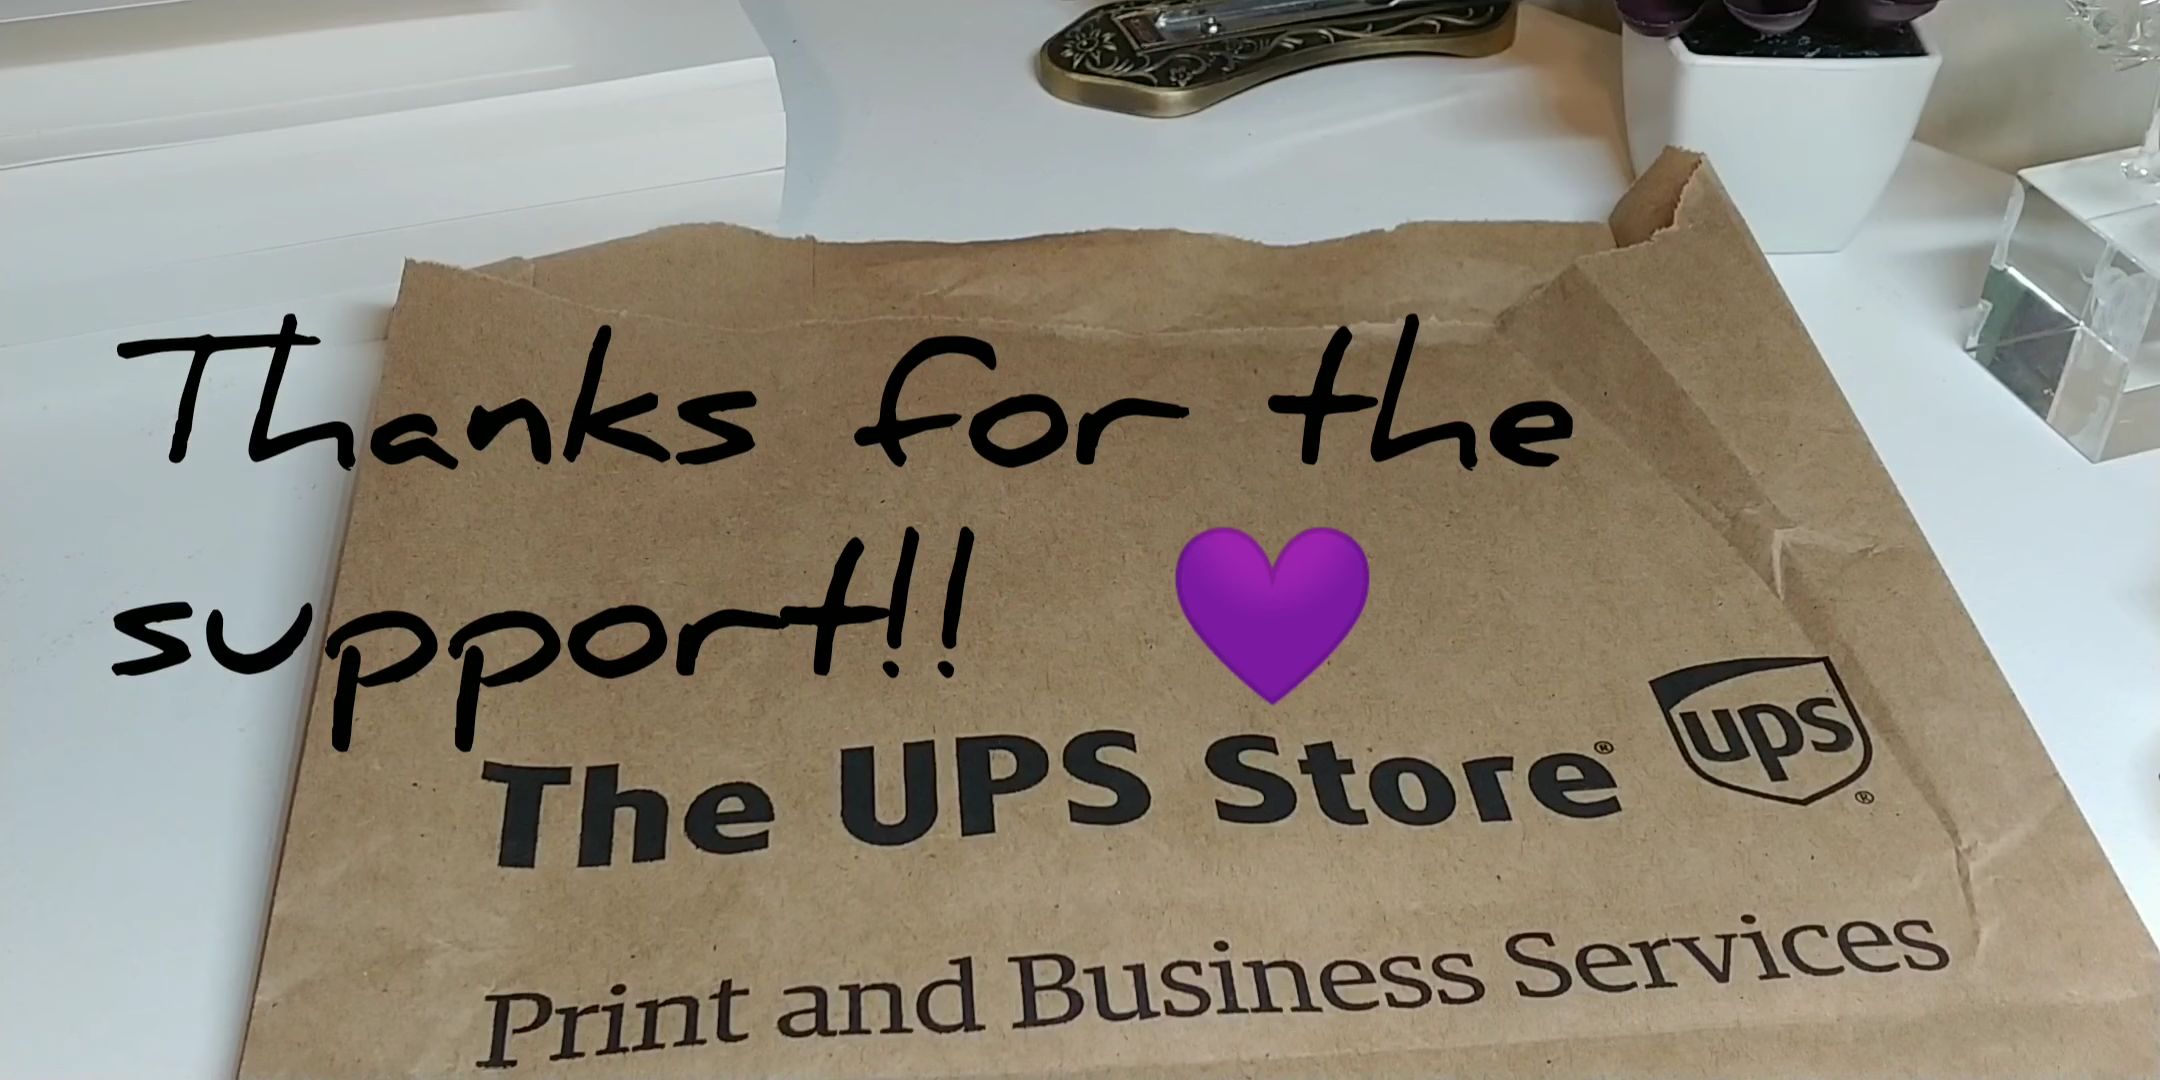 Thanks for the
support!! 💜
The UPS Store®
ups®
Print and Business Services